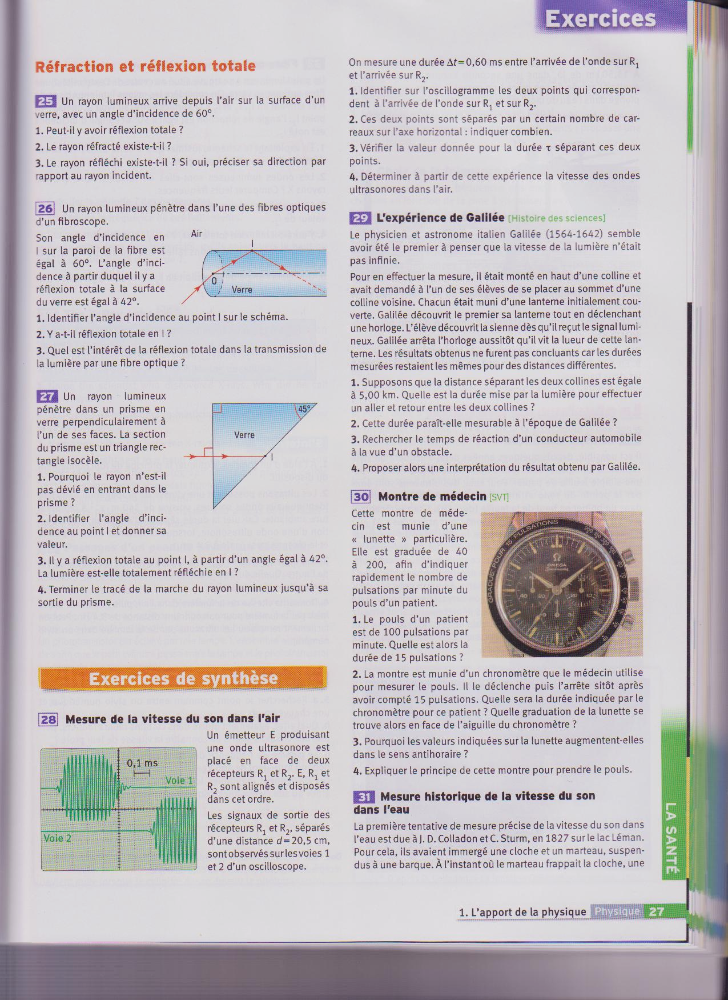 Exercices
Réfraction et réflexion totale
25 Un rayon lumineux arrive depuis l'air sur la surface d'un
verre, avec un angle d'incidence de 60°.
1. Peut-il y avoir réflexion totale ?
2. Le rayon réfracté existe-t-il ?
3. Le rayon réfléchi existe-t-il ? Si oui, préciser sa direction par
rapport au rayon incident.
26 Un rayon lumineux pénètre dans l'une des fibres optiques
d'un fibroscope.
Son angle d'incidence en
I sur la paroi de la fibre est
égal à 60°. L'angle d'inci-
dence à partir duquel il y a
réflexion totale à la surface
du verre est égal à 42°.
Air
I
O
Verre
1. Identifier l'angle d'incidence au point I sur le schéma.
2. Y a-t-il réflexion totale en I ?
3. Quel est l'intérêt de la réflexion totale dans la transmission de
la lumière par une fibre optique ?
27 Un rayon lumineux
pénètre dans un prisme en
verre perpendiculairement à
l'un de ses faces. La section
du prisme est un triangle rec-
tangle isocèle.
1. Pourquoi le rayon n'est-il
pas dévié en entrant dans le
prisme ?
2. Identifier l'angle d'inci-
dence au point I et donner sa
valeur.
45°
Verre
I
3. Il y a réflexion totale au point I, à partir d'un angle égal à 42°.
La lumière est-elle totalement réfléchie en I ?
4. Terminer le tracé de la marche du rayon lumineux jusqu'à sa
sortie du prisme.
Exercices de synthèse
28 Mesure de la vitesse du son dans l'air
0,1 ms
Voie 1
Voie 2
Un émetteur E produisant
une onde ultrasonore est
placé en face de deux
récepteurs R1 et R2. E, R1 et
R2 sont alignés et disposés
dans cet ordre.
Les signaux de sortie des
récepteurs R1 et R2, séparés
d'une distance d=20,5 cm,
sont observés sur les voies 1
et 2 d'un oscilloscope.
On mesure une durée Δt=0,60 ms entre l'arrivée de l'onde sur R1
et l'arrivée sur R2.
1. Identifier sur l'oscillogramme les deux points qui correspon-
dent à l'arrivée de l'onde sur R1 et sur R2.
2. Ces deux points sont séparés par un certain nombre de car-
reaux sur l'axe horizontal : indiquer combien.
3. Vérifier la valeur donnée pour la durée τ séparant ces deux
points.
4. Déterminer à partir de cette expérience la vitesse des ondes
ultrasonores dans l'air.
29 L'expérience de Galilée [Histoire des sciences]
Le physicien et astronome italien Galilée (1564-1642) semble
avoir été le premier à penser que la vitesse de la lumière n'était
pas infinie.
Pour en effectuer la mesure, il était monté en haut d'une colline et
avait demandé à l'un de ses élèves de se placer au sommet d'une
colline voisine. Chacun était muni d'une lanterne initialement cou-
verte. Galilée découvrit le premier sa lanterne tout en déclenchant
une horloge. L'élève découvrit la sienne dès qu'il reçut le signal lumi-
neux. Galilée arrêta l'horloge aussitôt qu'il vit la lueur de cette lan-
terne. Les résultats obtenus ne furent pas concluants car les durées
mesurées restaient les mêmes pour des distances différentes.
1. Supposons que la distance séparant les deux collines est égale
à 5,00 km. Quelle est la durée mise par la lumière pour effectuer
un aller et retour entre les deux collines ?
2. Cette durée paraît-elle mesurable à l'époque de Galilée ?
3. Rechercher le temps de réaction d'un conducteur automobile
à la vue d'un obstacle.
4. Proposer alors une interprétation du résultat obtenu par Galilée.
30 Montre de médecin [SVT]
Cette montre de méde-
cin est munie d'une
« lunette » particulière.
Elle est graduée de 40
à 200, afin d'indiquer
rapidement le nombre de
pulsations par minute du
pouls d'un patient.
1. Le pouls d'un patient
est de 100 pulsations par
minute. Quelle est alors la
durée de 15 pulsations ?
GRADUÉ POUR 15 PULSATIONS
OMEGA
Speedmaster
2. La montre est munie d'un chronomètre que le médecin utilise
pour mesurer le pouls. Il le déclenche puis l'arrête sitôt après
avoir compté 15 pulsations. Quelle sera la durée indiquée par le
chronomètre pour ce patient ? Quelle graduation de la lunette se
trouve alors en face de l'aiguille du chronomètre ?
3. Pourquoi les valeurs indiquées sur la lunette augmentent-elles
dans le sens antihoraire ?
4. Expliquer le principe de cette montre pour prendre le pouls.
31 Mesure historique de la vitesse du son
dans l'eau
La première tentative de mesure précise de la vitesse du son dans
l'eau est due à J. D. Colladon et C. Sturm, en 1827 sur le lac Léman.
Pour cela, ils avaient immergé une cloche et un marteau, suspen-
dus à une barque. À l'instant où le marteau frappait la cloche, une
LA SANTÉ
1. L'apport de la physique Physique 27